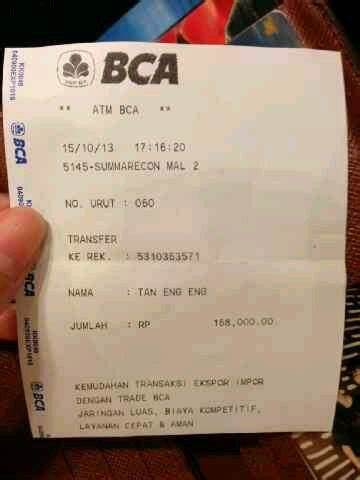 BCA
** ATM BCA **
15/10/13 17:16:20
5145-SUMMARECON MAL 2
NO. URUT : 060
TRANSFER
KE REK. : 5310353571
NAMA : TAN ENG ENG
JUMLAH : RP 168,000.00
KEMUDAHAN TRANSAKSI EKSPOR IMPOR
DENGAN TRADE BCA
JARINGAN LUAS, BIAYA KOMPETITIF,
LAYANAN CEPAT & AMAN
BCA
BCA
BCA